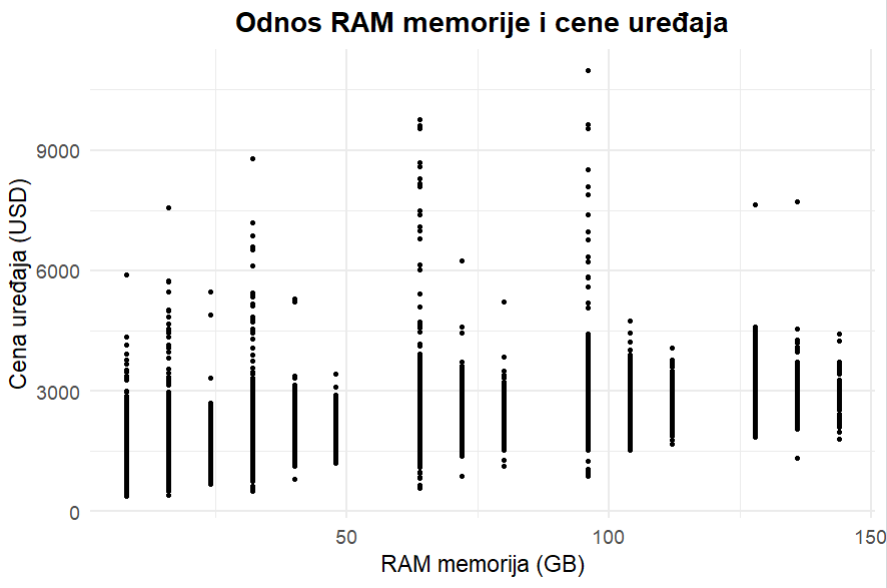 Odnos RAM memorije i cene uređaja
Cena uređaja (USD)
9000
6000
3000
0
50
100
150
RAM memorija (GB)